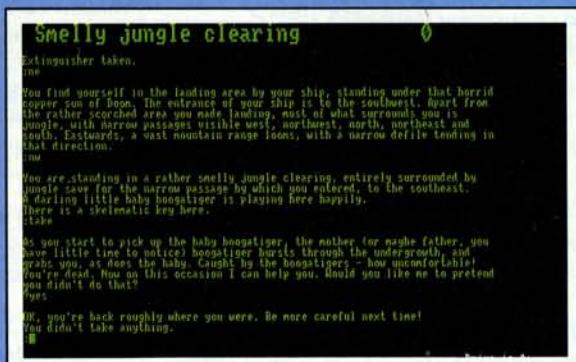 Smelly jungle clearing 0
Extinguisher taken.
:ne
You find yourself in the landing area by your ship, standing under that horrid
copper sun of Doom. The entrance of your ship is to the southwest. Apart from
the rather scorched area you made landing, most of what surrounds you is
jungle, with narrow passages visible west, northwest, north, northeast and
south. Eastwards, a vast mountain range looms, with a narrow defile tending in
that direction.
:nw
You are standing in a rather smelly jungle clearing, entirely surrounded by
jungle save for the narrow passage by which you entered, to the southeast.
A darling little baby boogatiger is playing here happily.
There is a skelematic key here.
:take
As you start to pick up the baby boogatiger, the mother (or maybe father, you
have little time to notice) boogatiger bursts through the undergrowth, and
grabs you, as does the baby. Caught by the boogatigers - how uncomfortable!
You're dead. Now on this occasion I can help you. Would you like me to pretend
you didn't do that?
?yes
OK, you're back roughly where you were. Be more careful next time!
You didn't take anything.
: